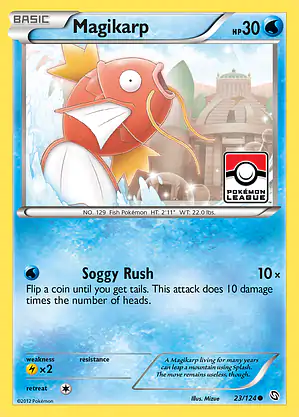 BASIC
Magikarp
HP30
POKÉMON
LEAGUE
NO. 129 Fish Pokémon HT: 2'11" WT: 22.0 lbs.
Soggy Rush 10×
Flip a coin until you get tails. This attack does 10 damage
times the number of heads.
weakness resistance
×2
retreat
A Magikarp living for many years
can leap a mountain using Splash.
The move remains useless, though.
©2012 Pokémon
Illus. Mizue 23/124